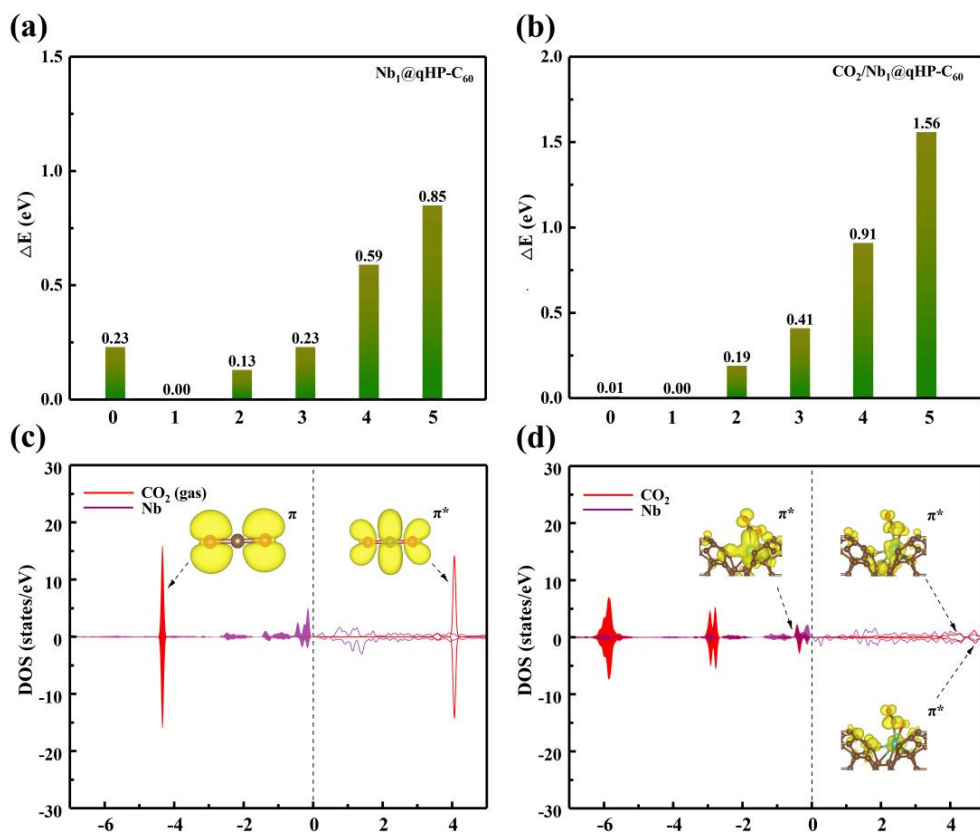 (a)
Nb₁@qHP-C₆₀
△E (eV)
1.5
1.0
0.5
0.0
0.23
0.00
0.13
0.23
0.59
0.85
0 1 2 3 4 5
(b)
CO₂/Nb₁@qHP-C₆₀
△E (eV)
2.0
1.5
1.0
0.5
0.0
0.01
0.00
0.19
0.41
0.91
1.56
0 1 2 3 4 5
(c)
DOS (states/eV)
30
20
10
0
-10
-20
-30
CO₂ (gas)
Nb
π
π*
-6 -4 -2 0 2 4
(d)
DOS (states/eV)
30
20
10
0
-10
-20
-30
CO₂
Nb
π*
π*
π*
-6 -4 -2 0 2 4